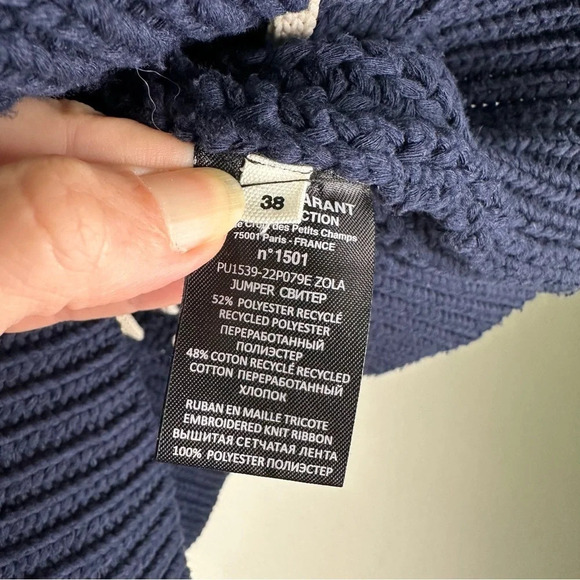 38
ARANT
CTION
des Petits Champs
75001 Paris - FRANCE
n°1501
PU1539-22P079E ZOLA
JUMPER СВИТЕР
52% POLYESTER RECYCLÉ
RECYCLED POLYESTER
ПЕРЕРАБОТАННЫЙ
ПОЛИЭСТЕР
48% COTON RECYCLÉ RECYCLED
COTTON ПЕРЕРАБОТАННЫЙ
ХЛОПОК
RUBAN EN MAILLE TRICOTE
EMBROIDERED KNIT RIBBON
ВЫШИТАЯ СЕТЧАТАЯ ЛЕНТА
100% POLYESTER ПОЛИЭСТЕР